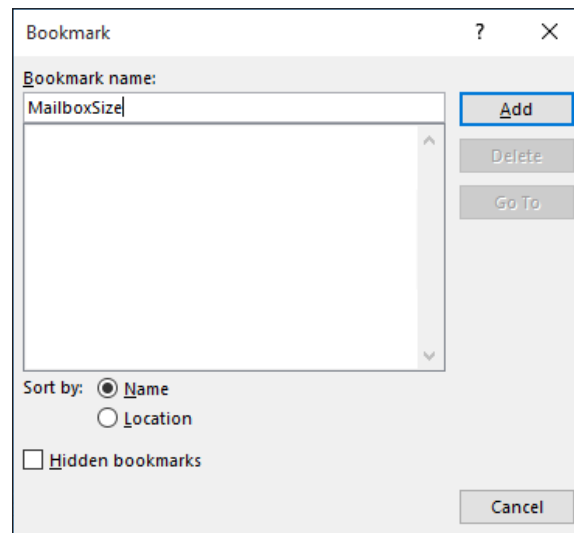 Bookmark ?
Bookmark name:
MailboxSize
Add
Delete
Go To
Sort by: Name
Location
Hidden bookmarks
Cancel